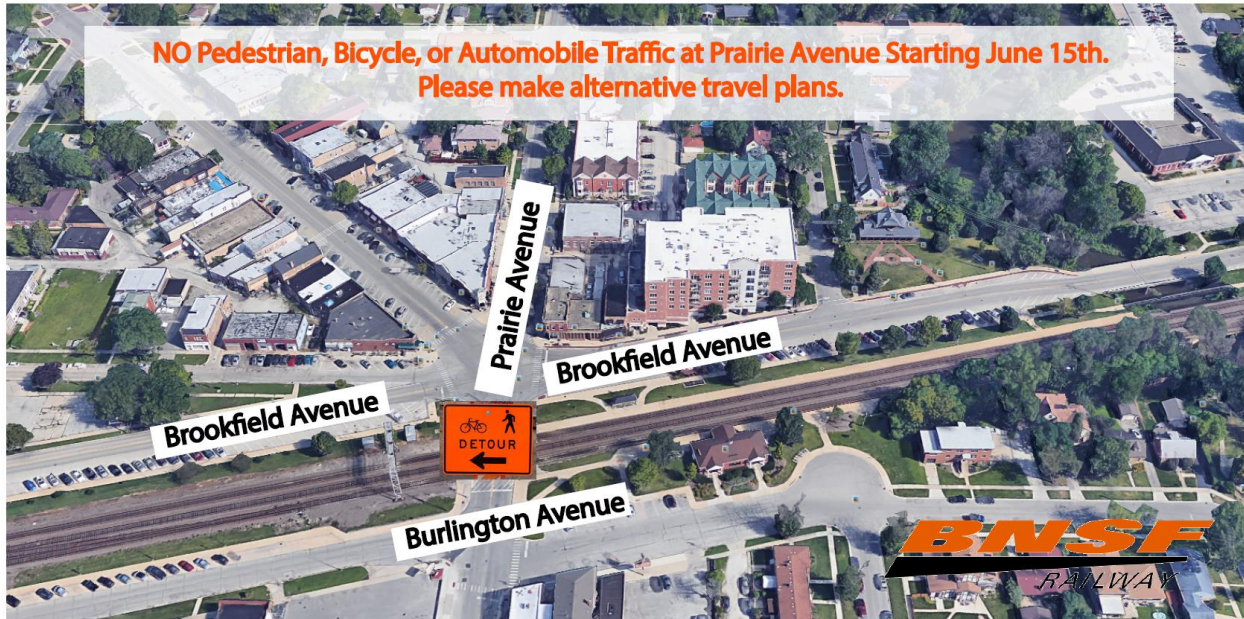 NO Pedestrian, Bicycle, or Automobile Traffic at Prairie Avenue Starting June 15th.
Please make alternative travel plans.
Prairie Avenue
Brookfield Avenue
Brookfield Avenue
DETOUR
Burlington Avenue
BNSF
RAILWAY